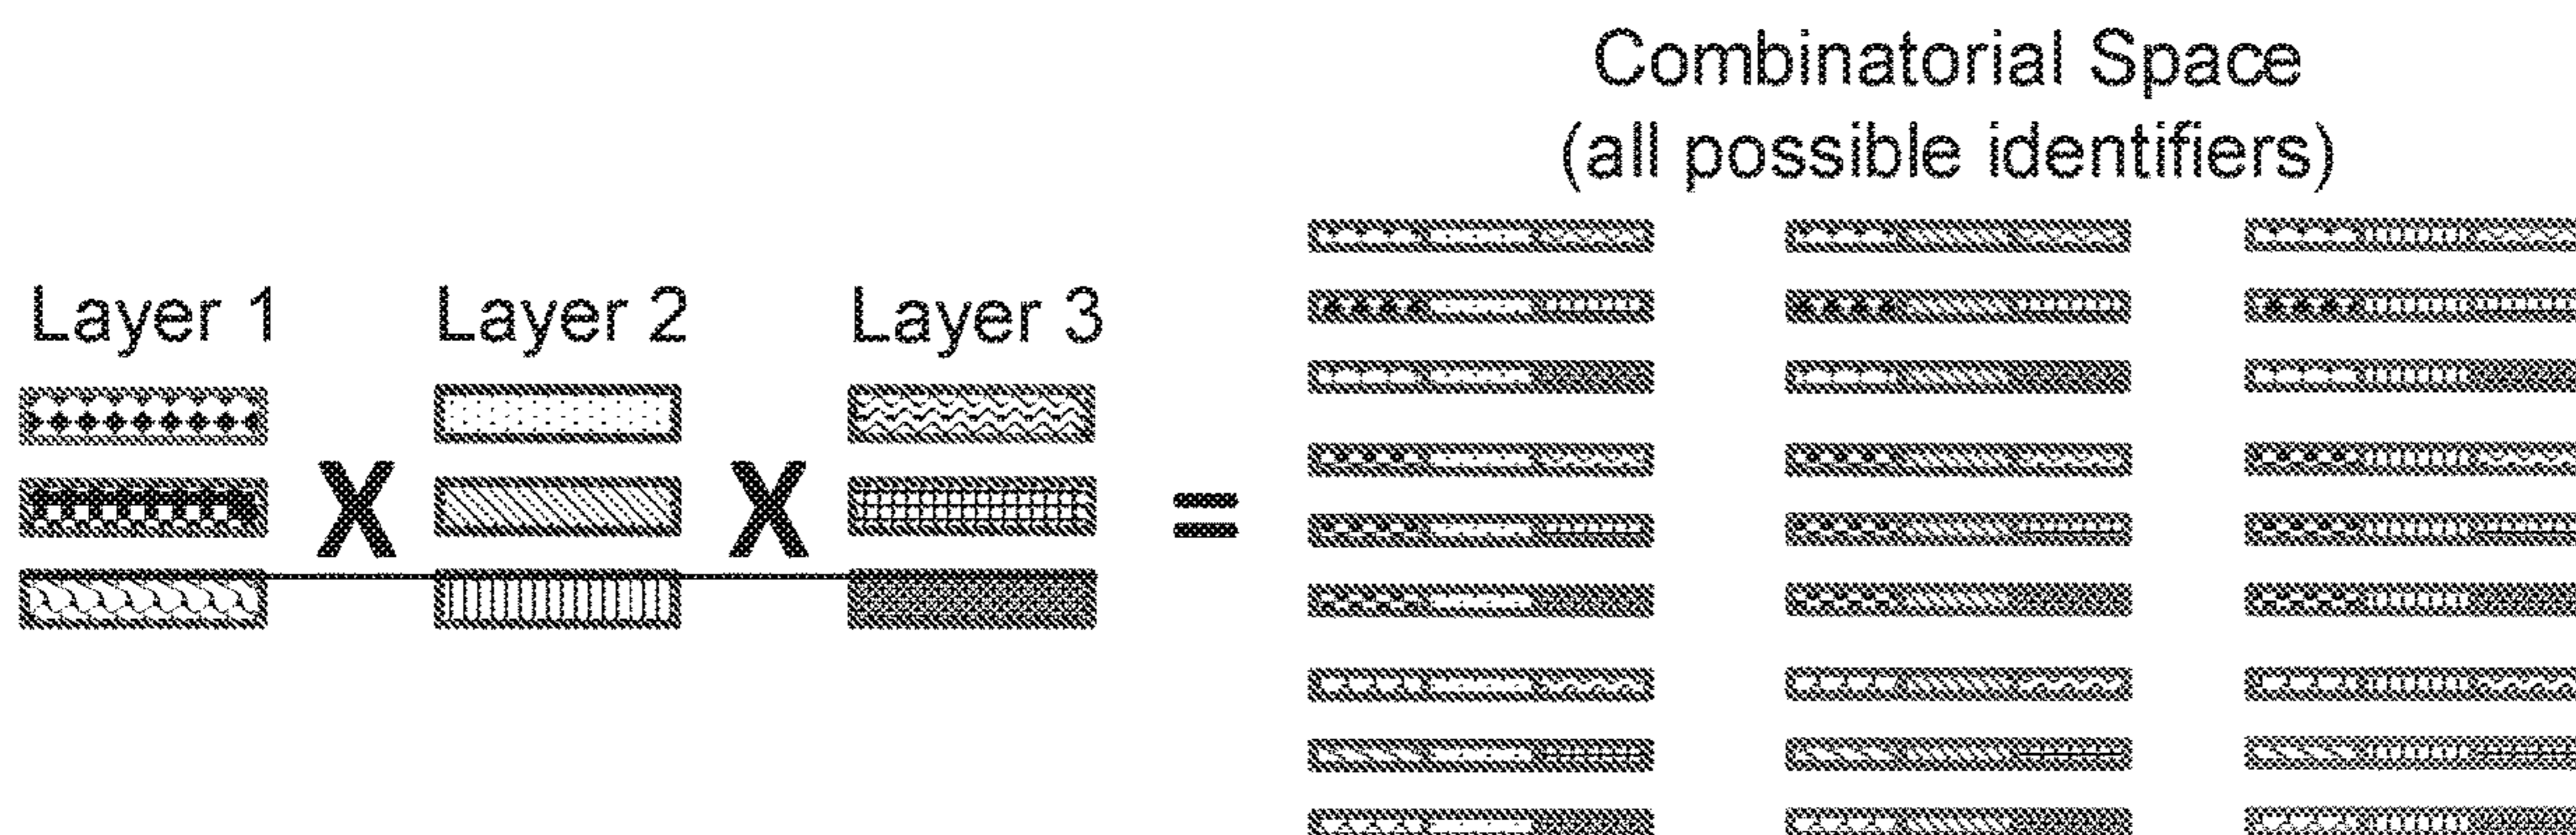 Combinatorial Space
(all possible identifiers)
Layer 1 Layer 2 Layer 3
X X =